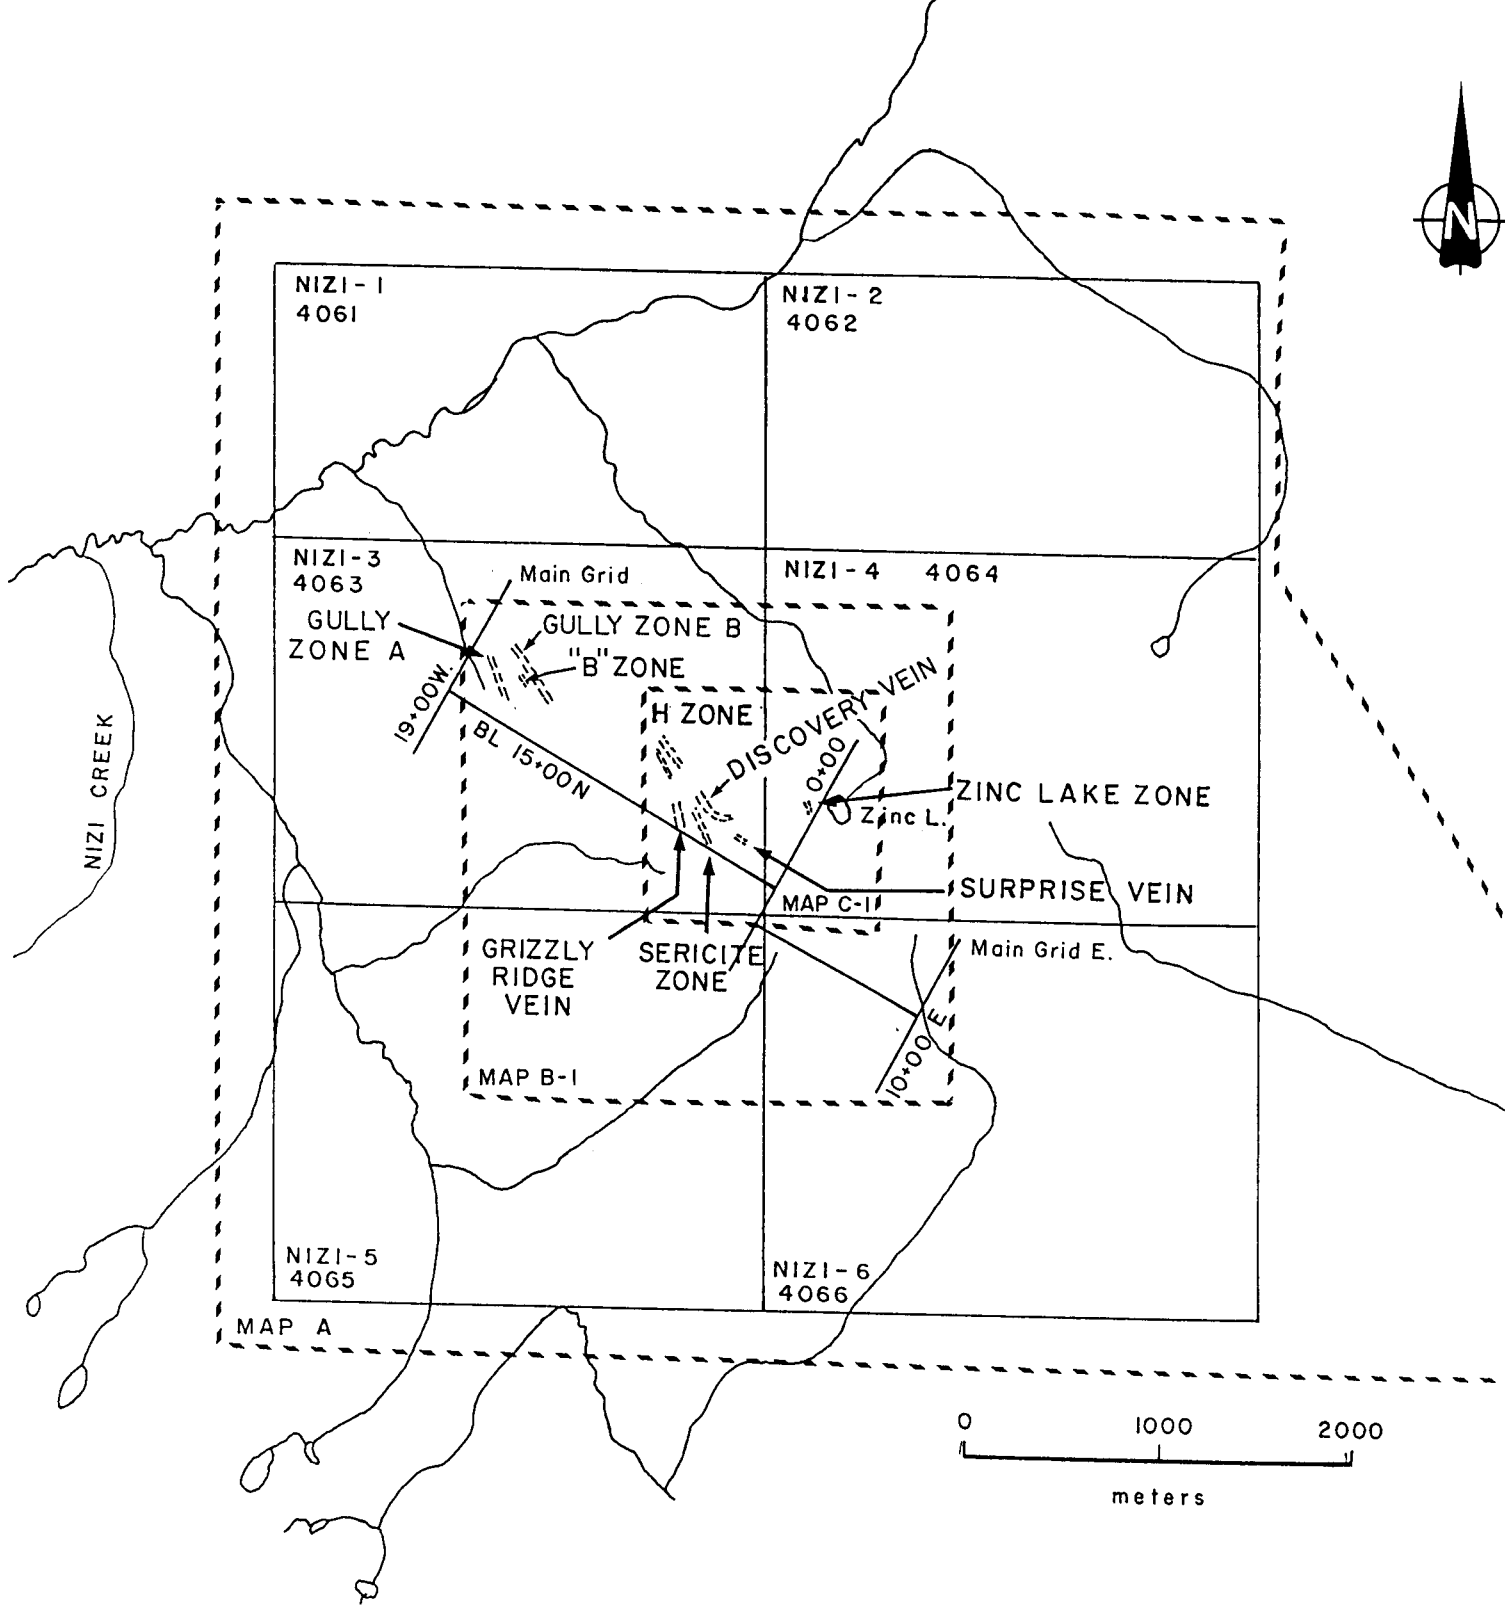 N
NIZI-1
4061
NIZI-2
4062
NIZI-3
4063
NIZI-4 4064
Main Grid
GULLY
ZONE A
GULLY ZONE B
"B" ZONE
19+00W.
BL 15+00N
H ZONE
DISCOVERY VEIN
0+00
ZINC LAKE ZONE
Zinc L.
NIZI CREEK
SURPRISE VEIN
MAP C-1
GRIZZLY
RIDGE
VEIN
SERICITE
ZONE
Main Grid E.
10+00 E
MAP B-1
NIZI-5
4065
NIZI-6
4066
MAP A
0 1000 2000
meters